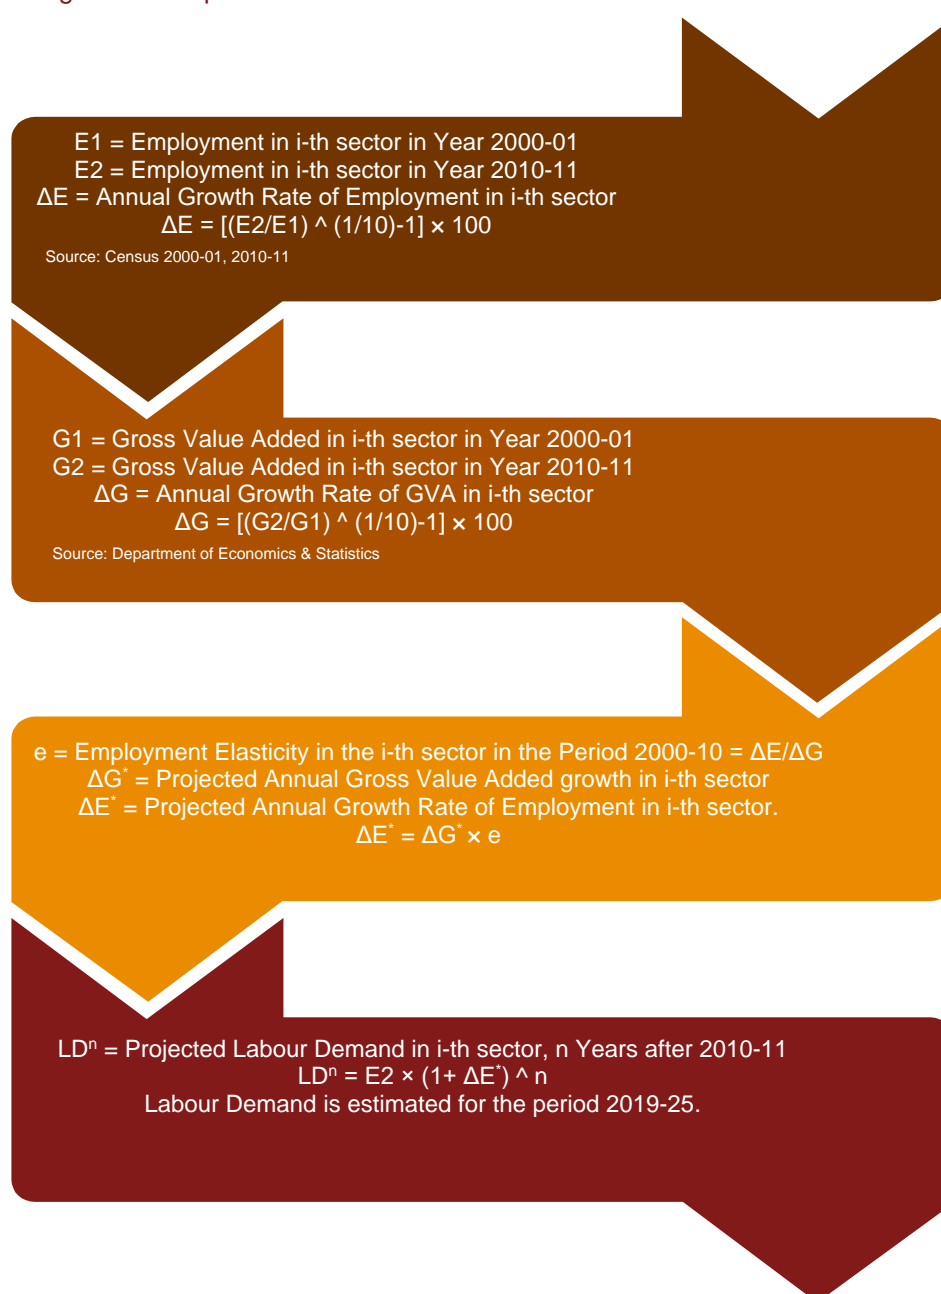 E1 = Employment in i-th sector in Year 2000-01
E2 = Employment in i-th sector in Year 2010-11
ΔE = Annual Growth Rate of Employment in i-th sector
ΔE = [(E2/E1) ^ (1/10)-1] × 100
Source: Census 2000-01, 2010-11
G1 = Gross Value Added in i-th sector in Year 2000-01
G2 = Gross Value Added in i-th sector in Year 2010-11
ΔG = Annual Growth Rate of GVA in i-th sector
ΔG = [(G2/G1) ^ (1/10)-1] × 100
Source: Department of Economics & Statistics
e = Employment Elasticity in the i-th sector in the Period 2000-10 = ΔE/ΔG
ΔG* = Projected Annual Gross Value Added growth in i-th sector
ΔE* = Projected Annual Growth Rate of Employment in i-th sector.
ΔE* = ΔG* × e
LDⁿ = Projected Labour Demand in i-th sector, n Years after 2010-11
LDⁿ = E2 × (1+ ΔE*) ^ n
Labour Demand is estimated for the period 2019-25.